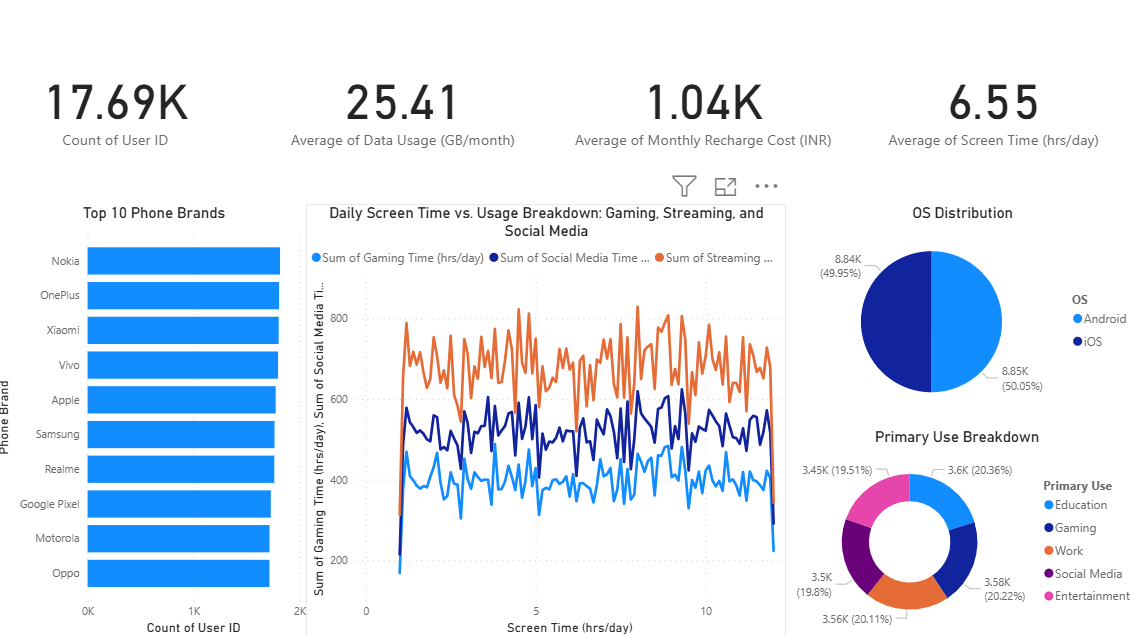 17.69K
Count of User ID
25.41
Average of Data Usage (GB/month)
1.04K
Average of Monthly Recharge Cost (INR)
6.55
Average of Screen Time (hrs/day)
Top 10 Phone Brands
Phone Brand
Nokia
OnePlus
Xiaomi
Vivo
Apple
Samsung
Realme
Google Pixel
Motorola
Oppo
0K
1K
2K
Count of User ID
Daily Screen Time vs. Usage Breakdown: Gaming, Streaming, and
Social Media
Sum of Gaming Time (hrs/day)
Sum of Social Media Time ...
Sum of Streaming ...
Sum of Gaming Time (hrs/day), Sum of Social Media Ti...
800
600
400
200
0
5
10
Screen Time (hrs/day)
OS Distribution
8.84K
(49.95%)
8.85K
(50.05%)
OS
Android
iOS
Primary Use Breakdown
3.45K (19.51%)
3.6K (20.36%)
3.5K
(19.8%)
3.58K
(20.22%)
3.56K (20.11%)
Primary Use
Education
Gaming
Work
Social Media
Entertainment